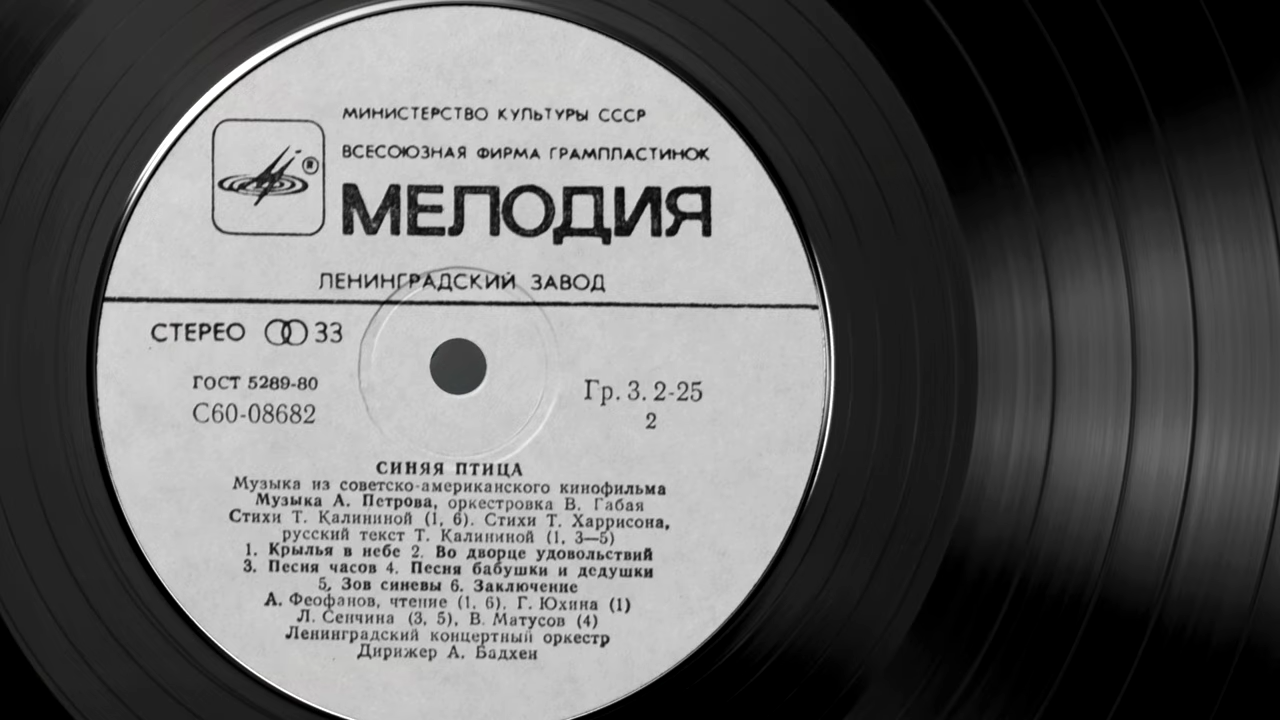 МИНИСТЕРСТВО КУЛЬТУРЫ СССР
ВСЕСОЮЗНАЯ ФИРМА ГРАМПЛАСТИНОК
®
МЕЛОДИЯ
ЛЕНИНГРАДСКИЙ ЗАВОД
СТЕРЕО 33
ГОСТ 5289-80
С60-08682
Гр. 3. 2-25
2
СИНЯЯ ПТИЦА
Музыка из советско-американского кинофильма
Музыка А. Петрова, оркестровка В. Габая
Стихи Т. Калининой (1, 6). Стихи Т. Харрисона,
русский текст Т. Калининой (1, 3—5)
1. Крылья в небе 2. Во дворце удовольствий
3. Песня часов 4. Песня бабушки и дедушки
5. Зов синевы 6. Заключение
А. Феофанов, чтение (1, 6). Г. Юхина (1)
Л. Сенчина (3, 5), В. Матусов (4)
Ленинградский концертный оркестр
Дирижер А. Бадхен